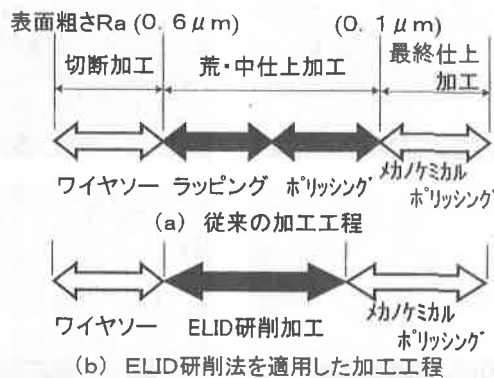 表面粗さRa (0. 6μm) (0. 1μm)
切断加工 荒・中仕上加工 最終仕上
加工
ワイヤソー ラッピング ポリッシング メカノケミカル
ポリッシング
(a) 従来の加工工程
ワイヤソー ELID研削加工 メカノケミカル
ポリッシング
(b) ELID研削法を適用した加工工程